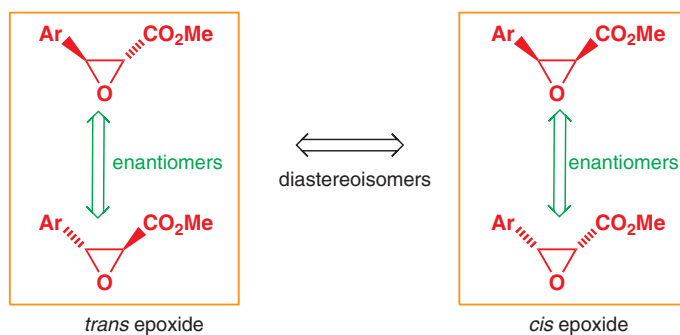 Ar CO2Me Ar CO2Me
O O
enantiomers enantiomers
diastereoisomers
Ar CO2Me Ar CO2Me
O O
trans epoxide cis epoxide